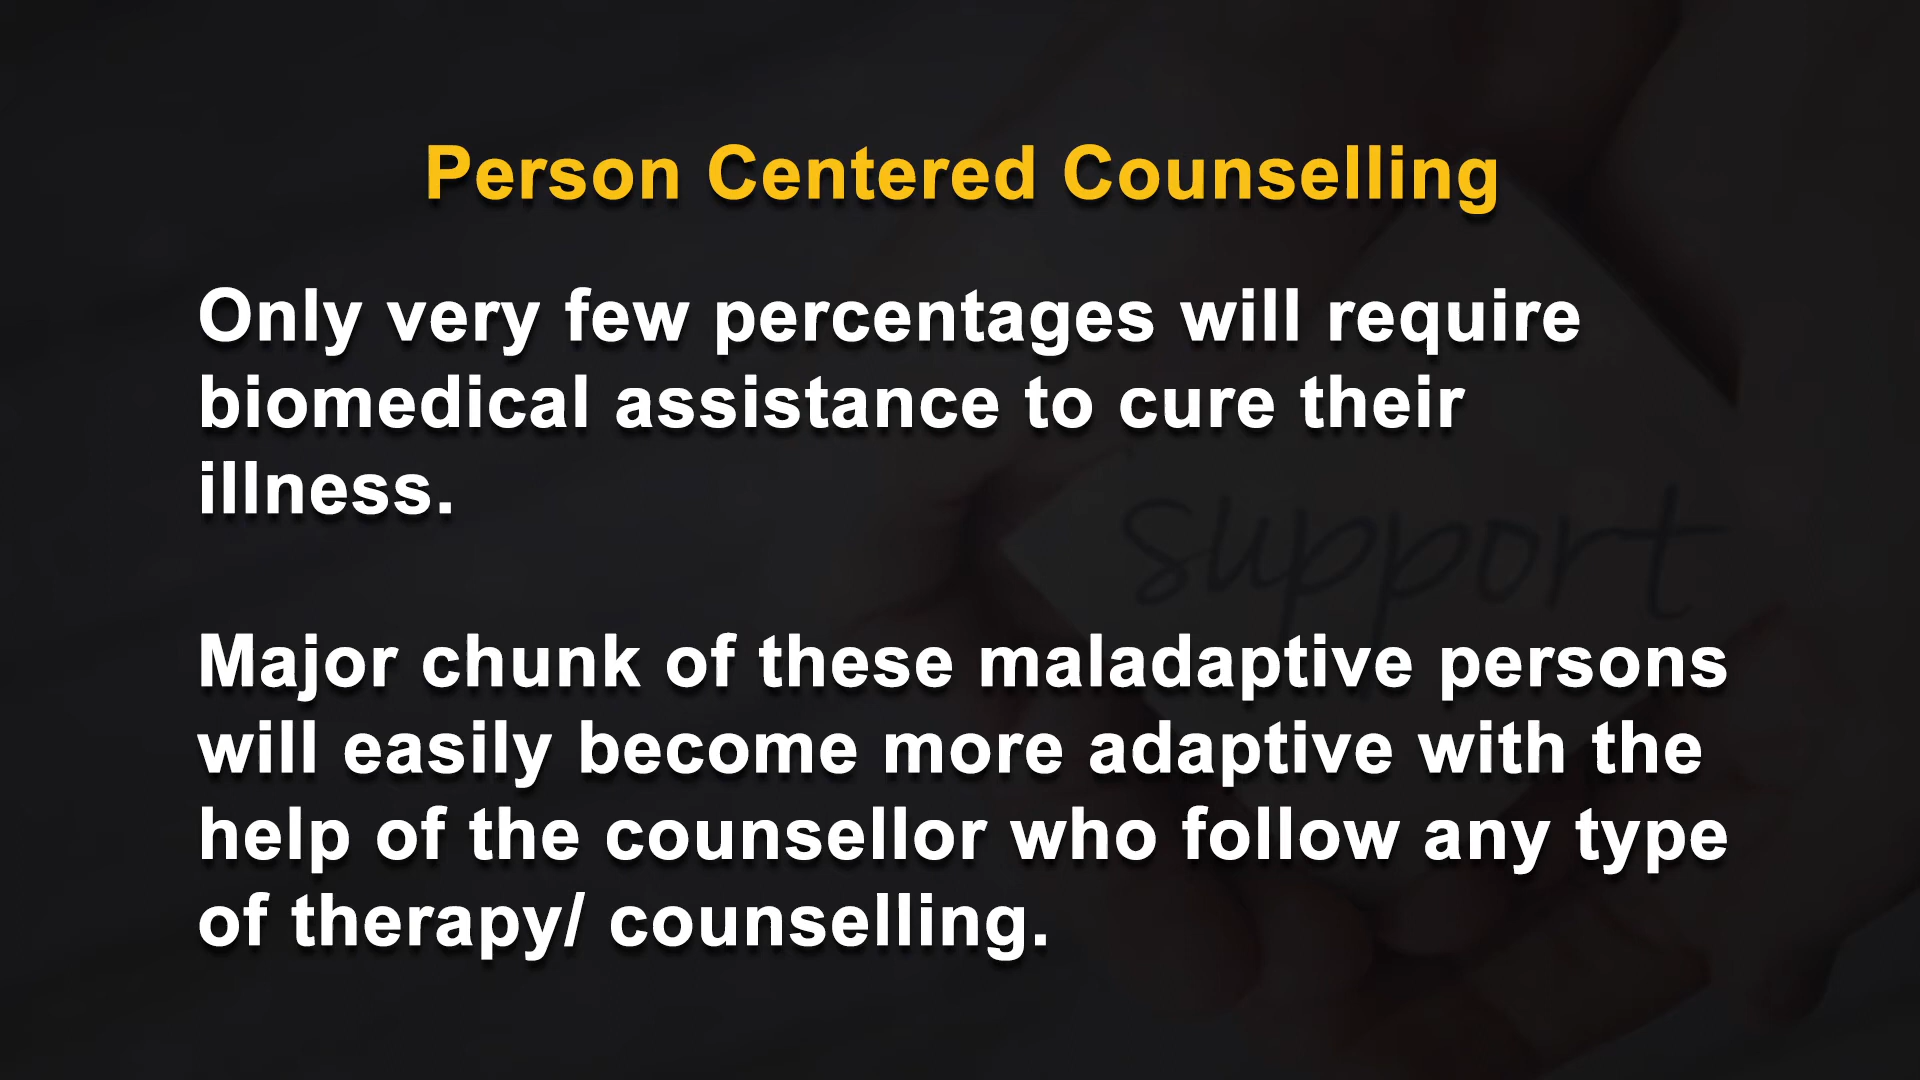 Person Centered Counselling
Only very few percentages will require
biomedical assistance to cure their
illness.
support
Major chunk of these maladaptive persons
will easily become more adaptive with the
help of the counsellor who follow any type
of therapy/ counselling.